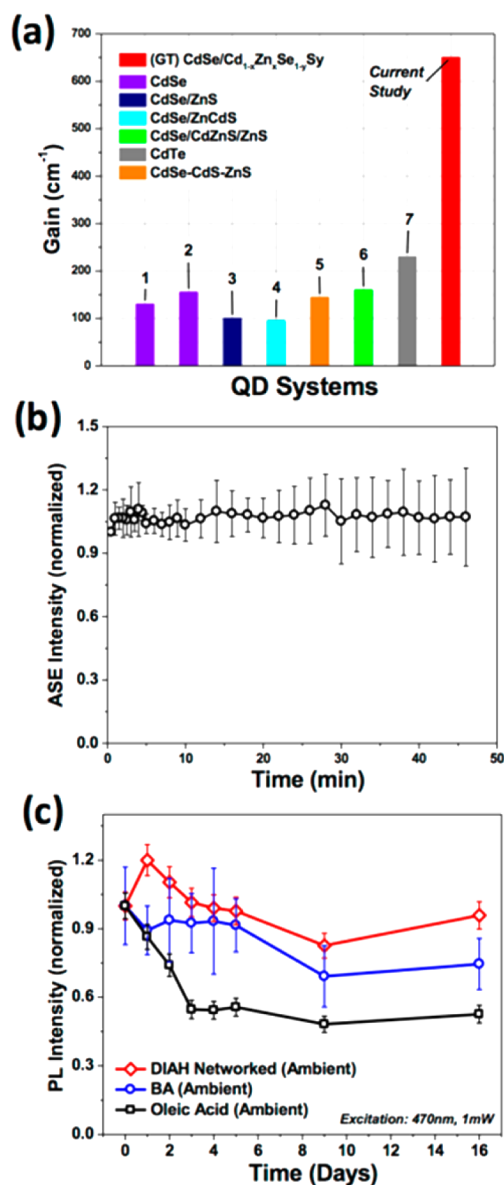 (a)
700
600
500
400
300
200
100
0
Gain (cm⁻¹)
(GT) CdSe/Cd1-xZnxSe1-ySy
CdSe
CdSe/ZnS
CdSe/ZnCdS
CdSe/CdZnS/ZnS
CdTe
CdSe-CdS-ZnS
Current
Study
1
2
3
4
5
6
7
QD Systems
(b)
1.5
1.2
0.9
0.6
0.3
0.0
ASE Intensity (normalized)
0 10 20 30 40 50
Time (min)
(c)
1.2
0.9
0.6
0.3
0.0
PL Intensity (normalized)
DIAH Networked (Ambient)
BA (Ambient)
Oleic Acid (Ambient)
Excitation: 470nm, 1mW
0 2 4 6 8 10 12 14 16
Time (Days)